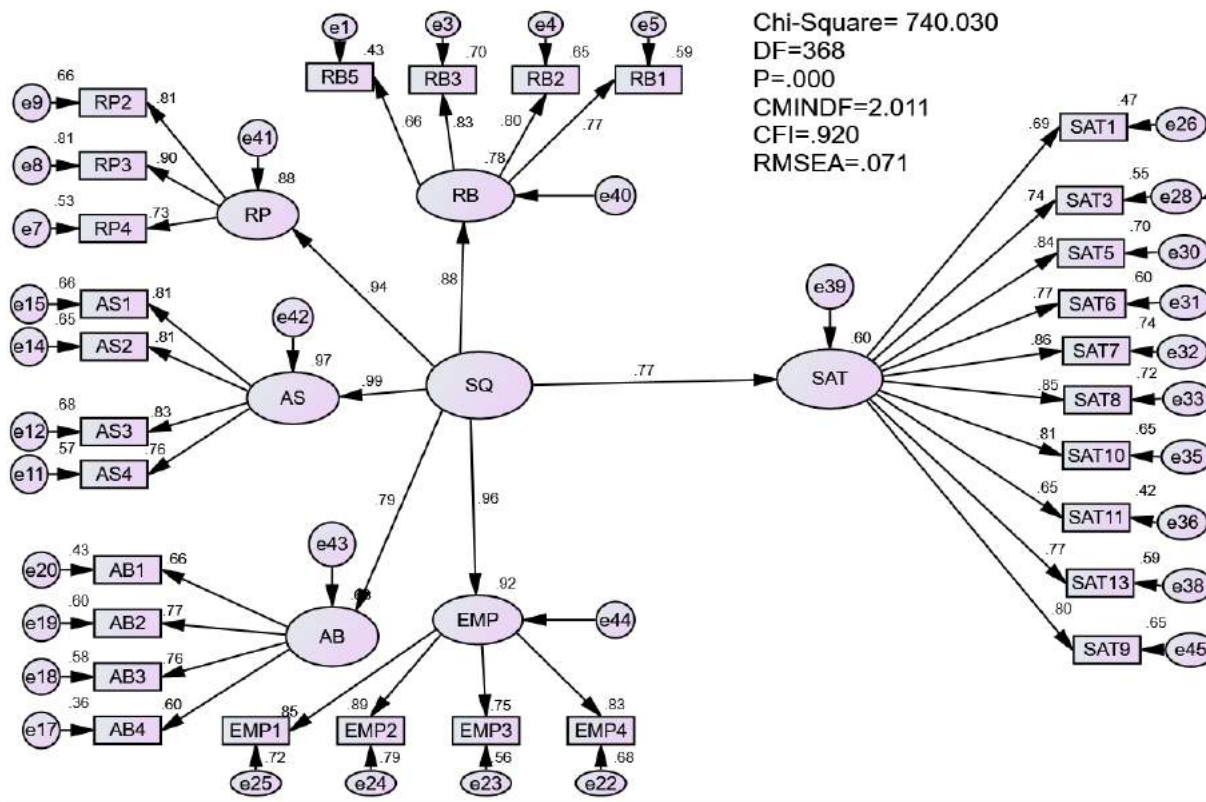 Chi-Square= 740.030
DF=368
P=.000
CMINDF=2.011
CFI=.920
RMSEA=.071
e1
e3
e4
e5
.43
.70
.65
.59
RB5
RB3
RB2
RB1
.66
.83
.80
.77
.78
RB
e40
.66
e9
RP2
.81
.81
e8
RP3
.90
.53
e7
RP4
.73
e41
.88
RP
.94
.88
.66
e15
AS1
.81
.65
e14
AS2
.81
.68
e12
AS3
.83
.57
e11
AS4
.76
e42
.97
AS
.99
SQ
.77
e39
.60
SAT
.69
SAT1
.47
e26
.74
SAT3
.55
e28
.84
SAT5
.70
e30
.77
SAT6
.60
e31
.86
SAT7
.74
e32
.85
SAT8
.72
e33
.81
SAT10
.65
e35
.65
SAT11
.42
e36
.77
SAT13
.59
e38
.80
SAT9
.65
e45
.79
.96
.43
e20
AB1
.66
.60
e19
AB2
.77
.58
e18
AB3
.76
.36
e17
AB4
.60
e43
AB
.92
EMP
e44
.85
.89
.75
.83
EMP1
EMP2
EMP3
EMP4
.72
.79
.56
.68
e25
e24
e23
e22